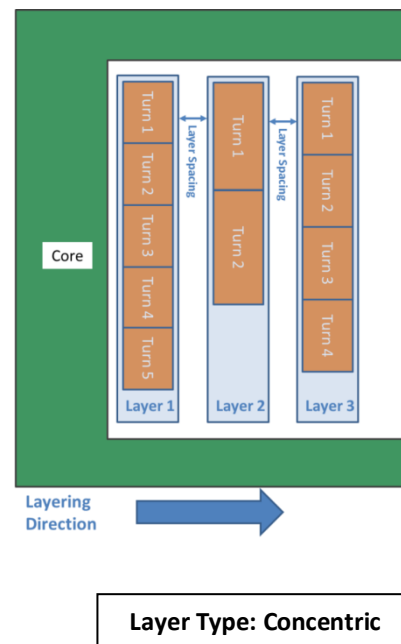 Turn 1
Turn 2
Turn 3
Turn 4
Turn 5
Layer 1
Layer Spacing
Turn 1
Turn 2
Layer 2
Layer Spacing
Turn 1
Turn 2
Turn 3
Turn 4
Layer 3
Core
Layering
Direction
Layer Type: Concentric